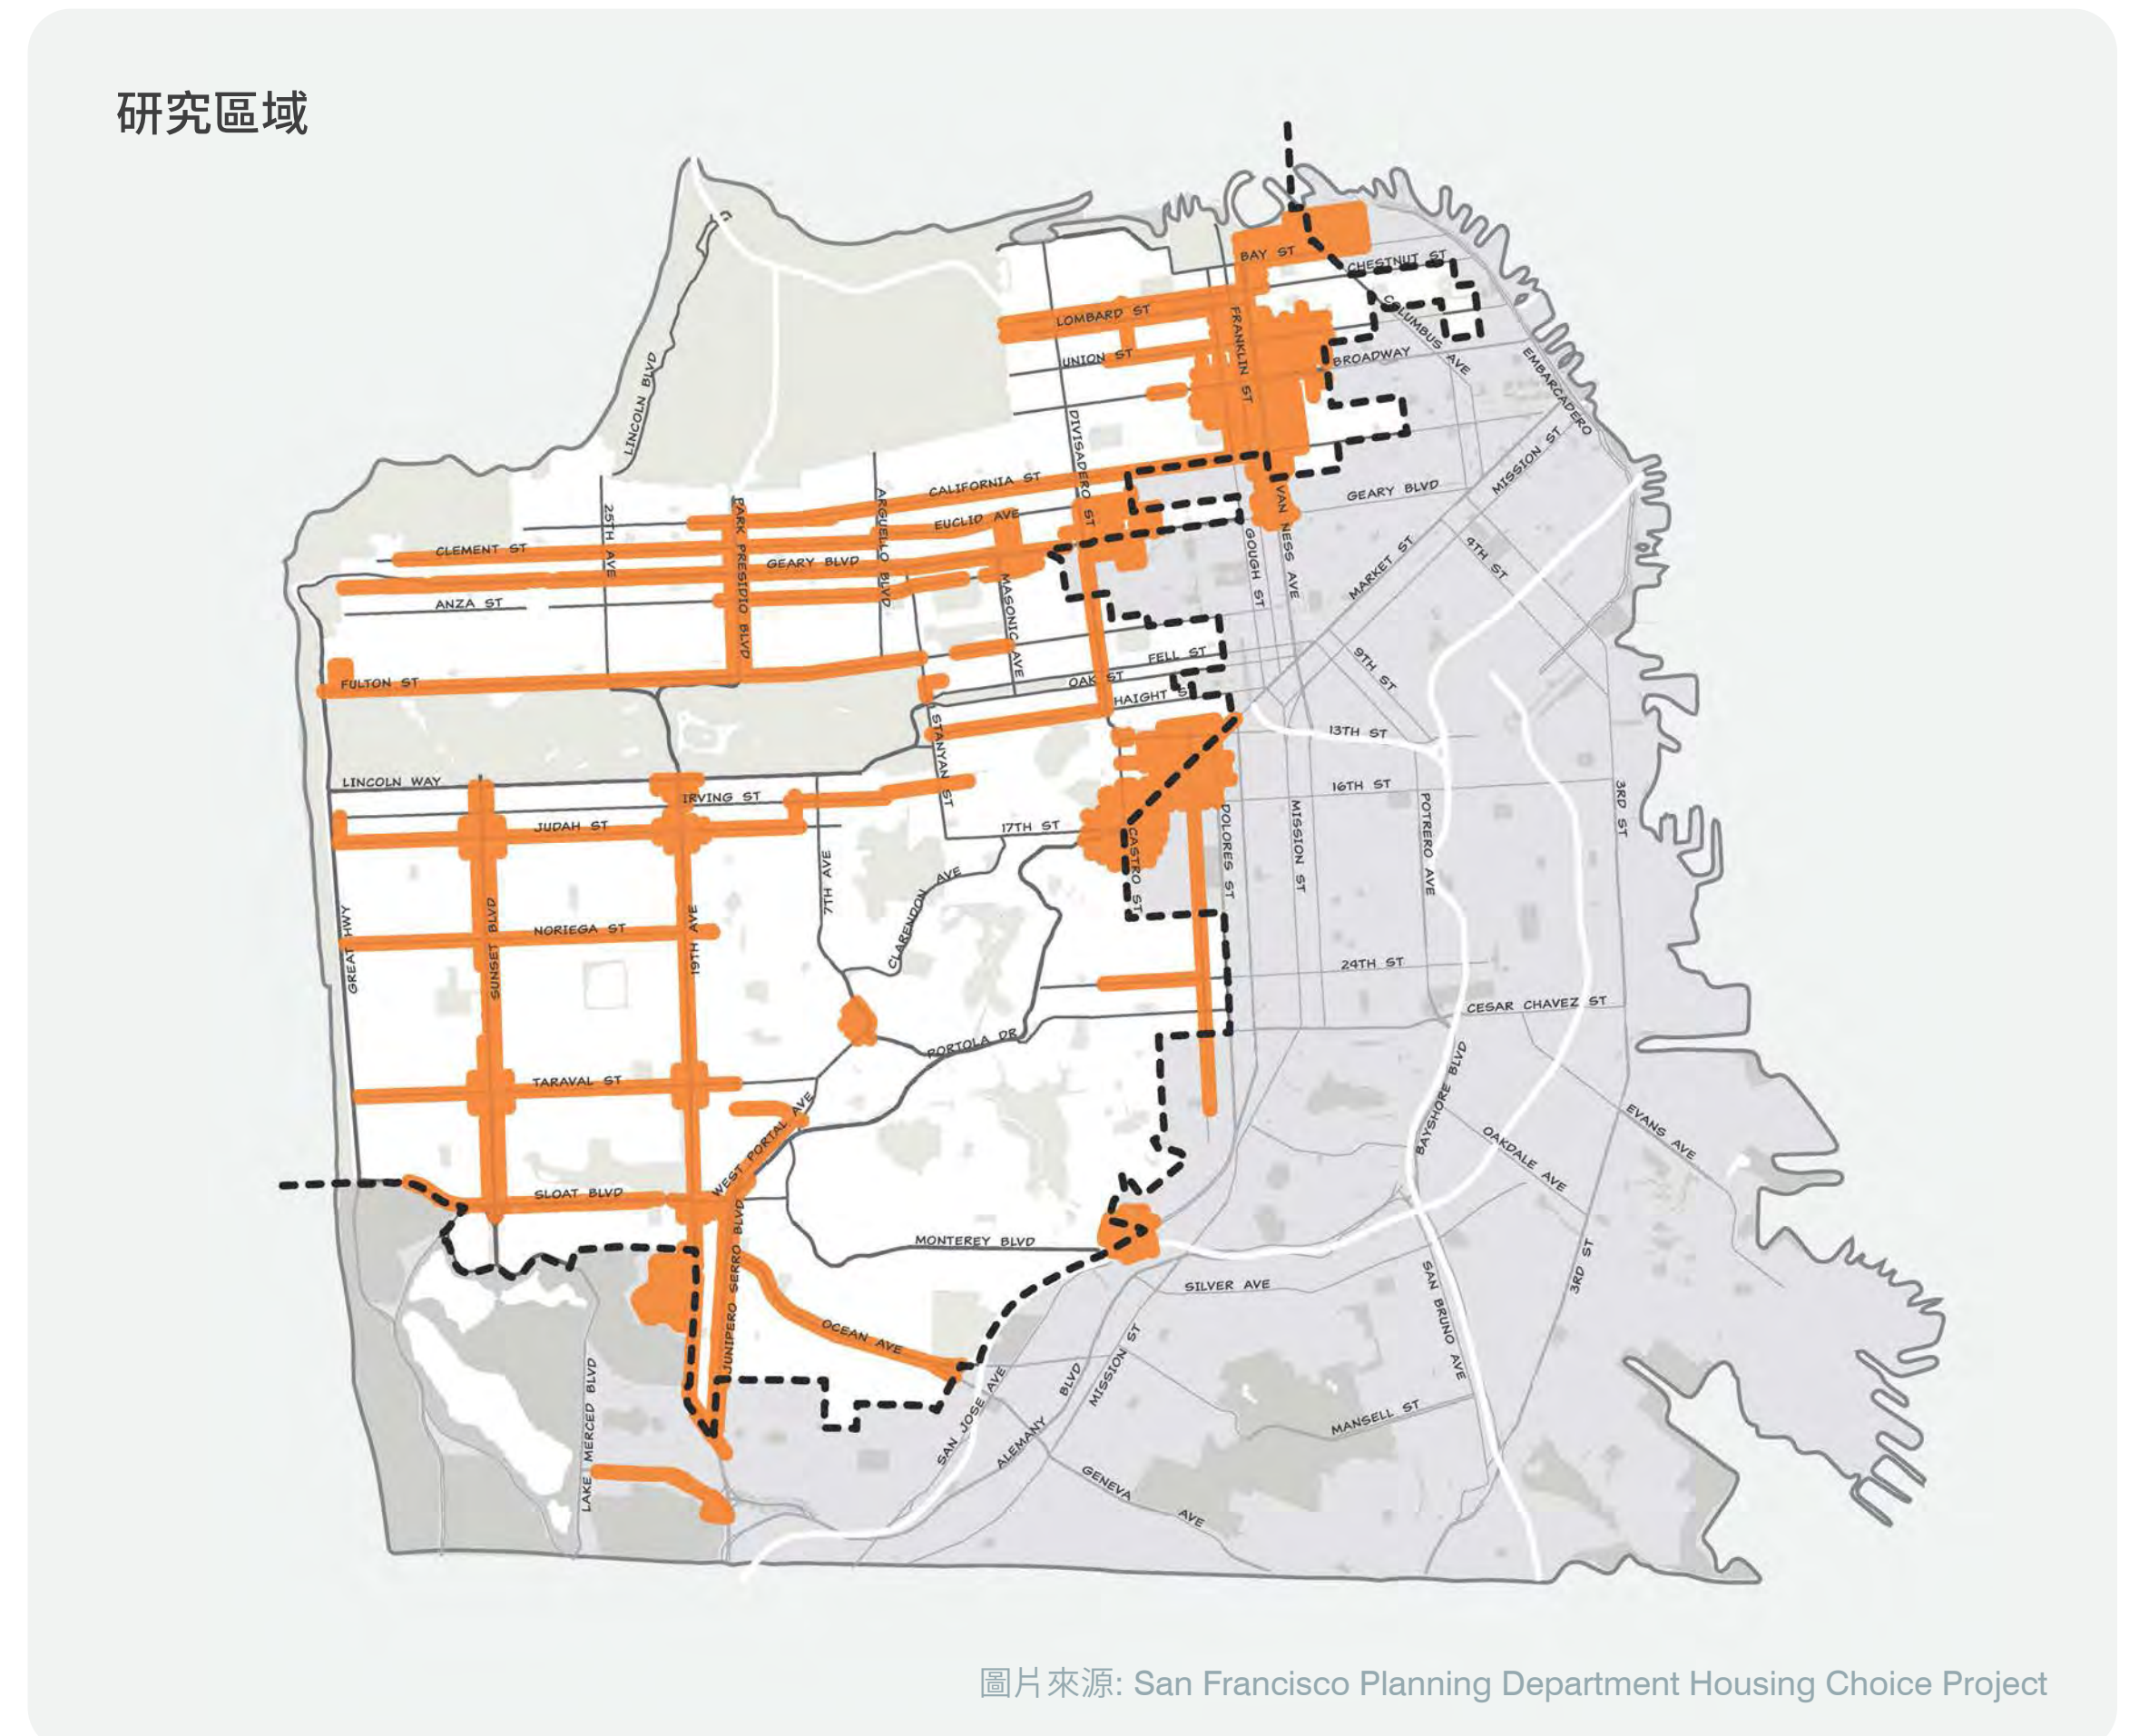 研究區域
BAY ST
CHESTNUT ST
LOMBARD ST
COLUMBUS AVE
FRANKLIN ST
UNION ST
BROADWAY
EMBARCADERO
LINCOLN BLVD
DIVISADERO ST
MISSION ST
CALIFORNIA ST
GEARY BLVD
VAN NESS AVE
25TH AVE
PARK PRESIDIO BLVD
ARGUELLO BLVD
EUCLID AVE
CLEMENT ST
GEARY BLVD
GOUGH ST
MARKET ST
4TH ST
ANZA ST
MASONIC AVE
FELL ST
9TH ST
FULTON ST
OAK ST
HAIGHT S
STANYAN ST
13TH ST
LINCOLN WAY
IRVING ST
16TH ST
3RD ST
JUDAH ST
17TH ST
CASTRO ST
DOLORES ST
MISSION ST
POTRERO AVE
7TH AVE
CLARENDON AVE
GREAT HWY
SUNSET BLVD
NORIEGA ST
19TH AVE
24TH ST
CESAR CHAVEZ ST
PORTOLA DR
BAYSHORE BLVD
TARAVAL ST
EVANS AVE
WEST PORTAL AVE
OAKDALE AVE
SLOAT BLVD
MONTEREY BLVD
JUNIPERO SERRO BLVD
SILVER AVE
3RD ST
SAN BRUNO AVE
OCEAN AVE
LAKE MERCED BLVD
SAN JOSE AVE
ALEMANY BLVD
MISSION ST
MANSELL ST
GENEVA AVE
圖片來源: San Francisco Planning Department Housing Choice Project